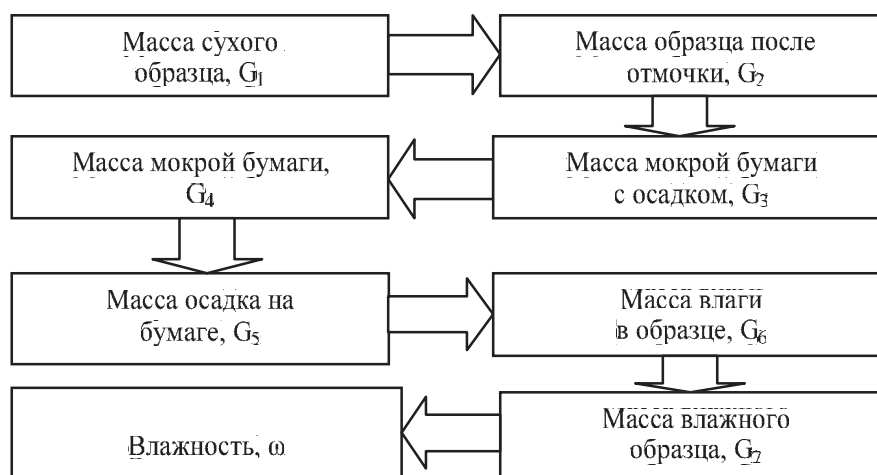 Масса сухого
образца, G₁
Масса образца после
отмочки, G₂
Масса мокрой бумаги
с осадком, G₃
Масса мокрой бумаги,
G₄
Масса осадка на
бумаге, G₅
Масса влаги
в образце, G₆
Масса влажного
образца, G₇
Влажность, ω